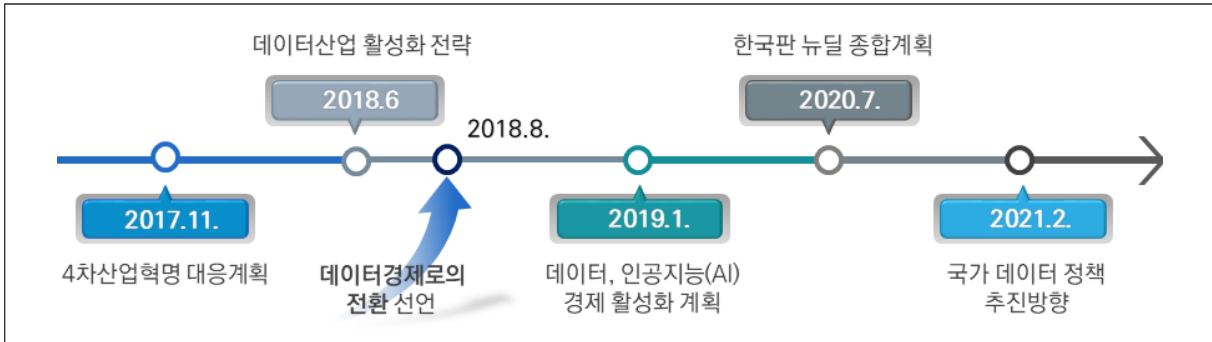 데이터산업 활성화 전략
한국판 뉴딜 종합계획
2018.6
2020.7.
2018.8.
2017.11.
2019.1.
2021.2.
4차산업혁명 대응계획
데이터경제로의
전환 선언
데이터, 인공지능(AI)
경제 활성화 계획
국가 데이터 정책
추진방향